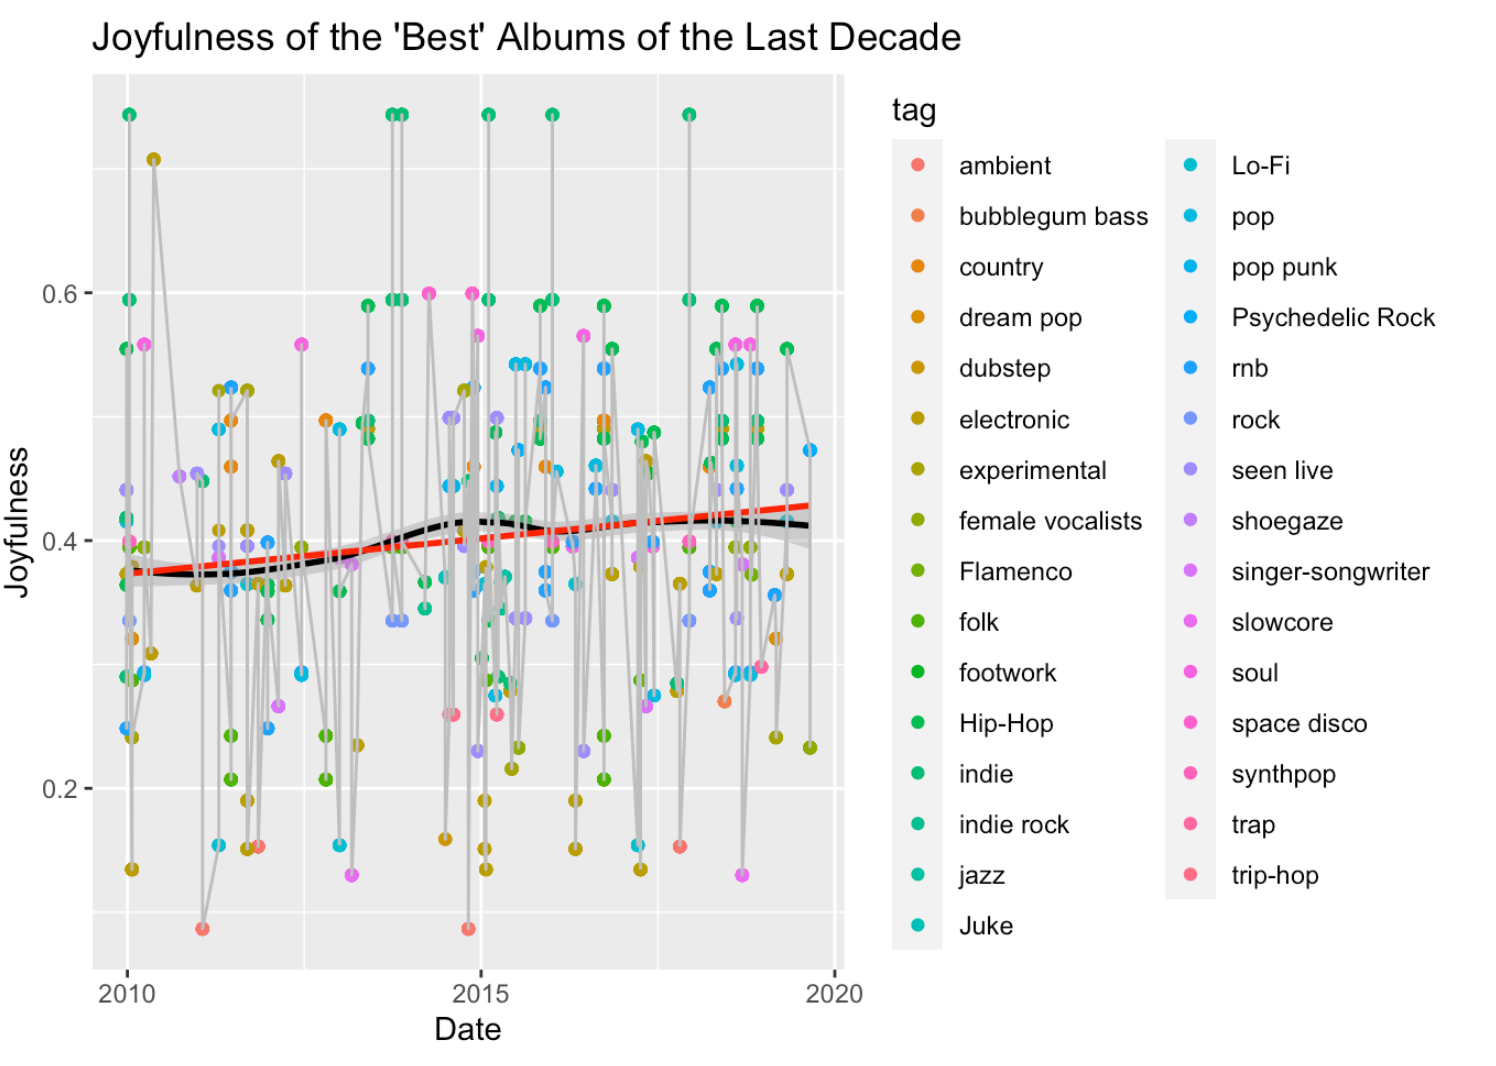 Joyfulness of the 'Best' Albums of the Last Decade
Joyfulness
0.6
0.4
0.2
2010
2015
2020
Date
tag
ambient
bubblegum bass
country
dream pop
dubstep
electronic
experimental
female vocalists
Flamenco
folk
footwork
Hip-Hop
indie
indie rock
jazz
Juke
Lo-Fi
pop
pop punk
Psychedelic Rock
rnb
rock
seen live
shoegaze
singer-songwriter
slowcore
soul
space disco
synthpop
trap
trip-hop